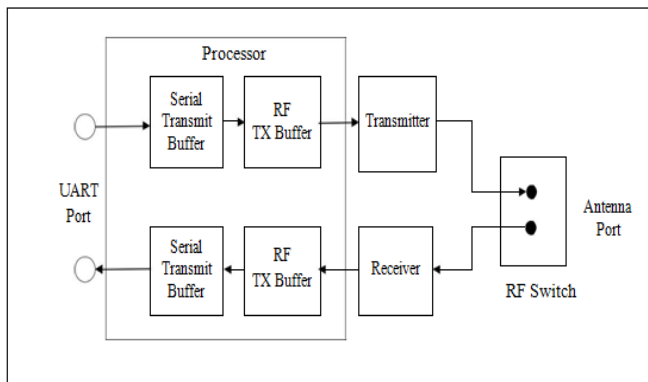 Processor
Serial
Transmit
Buffer
RF
TX Buffer
Transmitter
UART
Port
Antenna
Port
Serial
Transmit
Buffer
RF
TX Buffer
Receiver
RF Switch